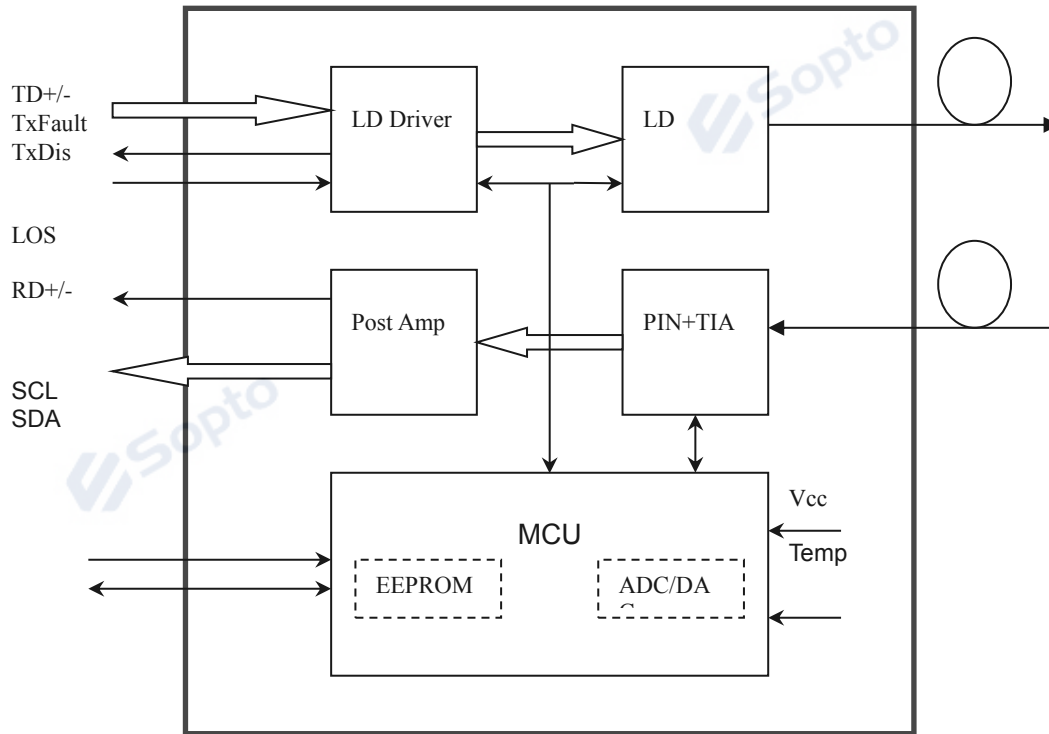 Sopto
TD+/-
TxFault
TxDis
LD Driver
LD
LOS
RD+/-
Post Amp
PIN+TIA
SCL
SDA
Sopto
MCU
Vcc
Temp
EEPROM
ADC/DA